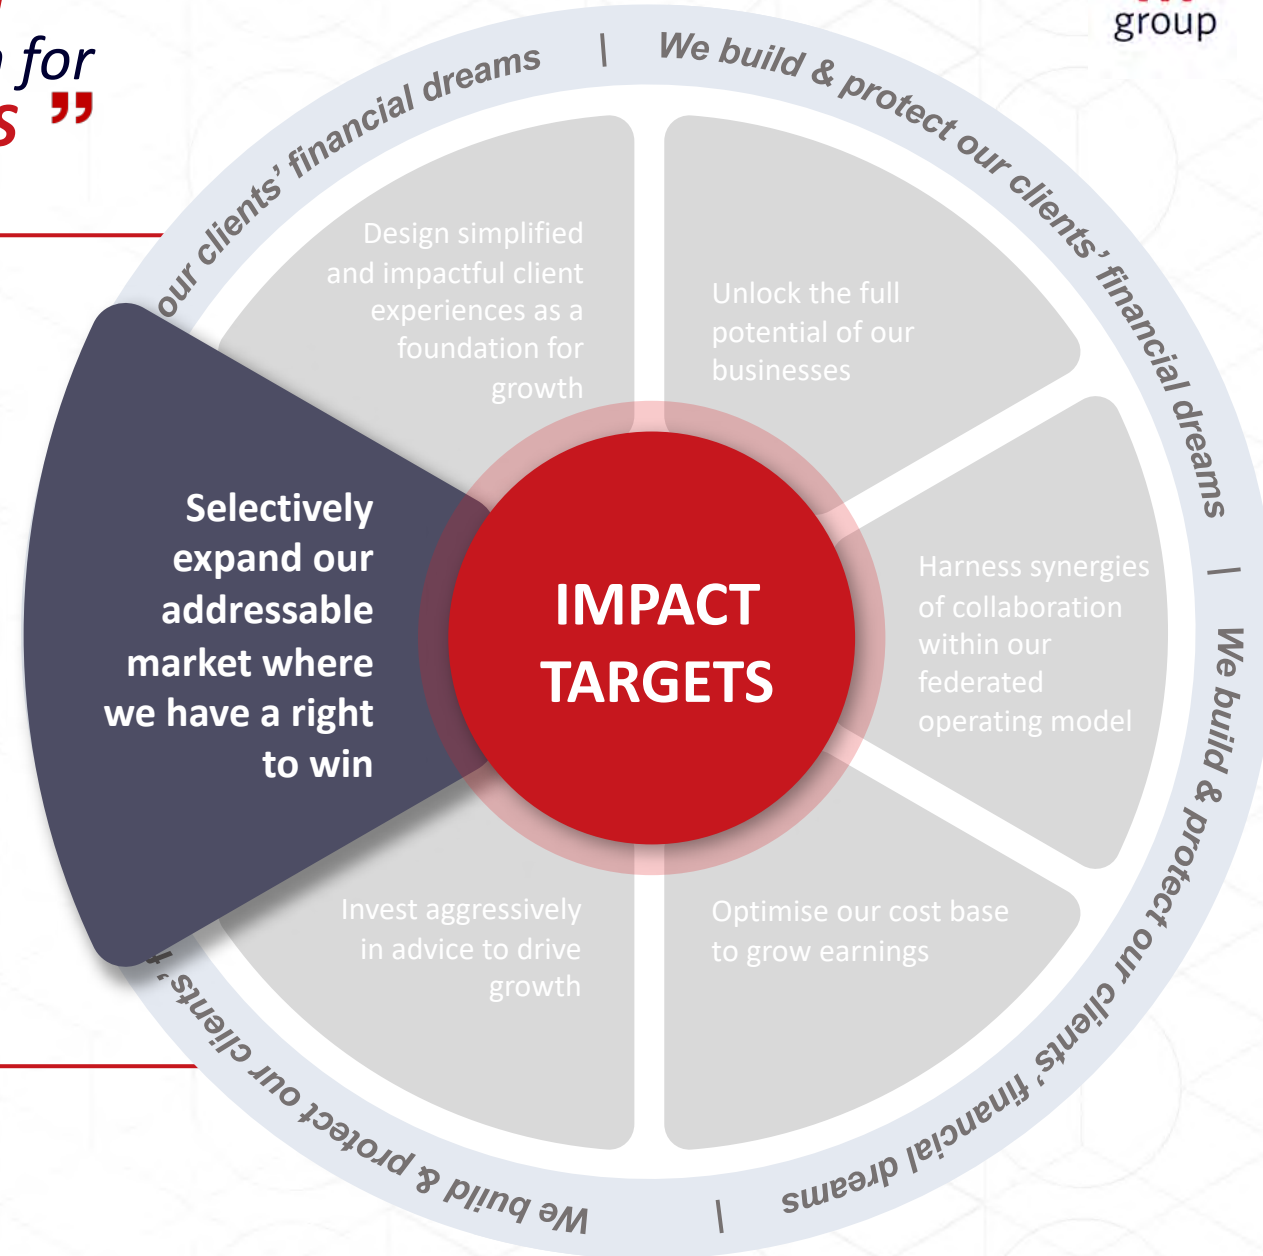 for
”
group
our clients’ financial dreams | We build & protect our clients’ financial dreams | We build & protect our clients’ financial dreams | We build & protect our clients’
Design simplified
and impactful client
experiences as a
foundation for
growth
Unlock the full
potential of our
businesses
Selectively
expand our
addressable
market where
we have a right
to win
IMPACT
TARGETS
Harness synergies
of collaboration
within our
federated
operating model
Invest aggressively
in advice to drive
growth
Optimise our cost base
to grow earnings